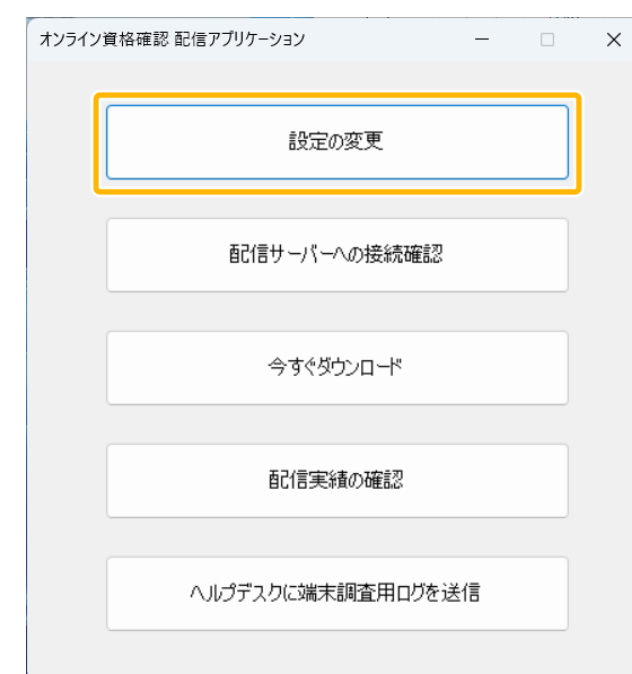 オンライン資格確認 配信アプリケーション
設定の変更
配信サーバーへの接続確認
今すぐダウンロード
配信実績の確認
ヘルプデスクに端末調査用ログを送信